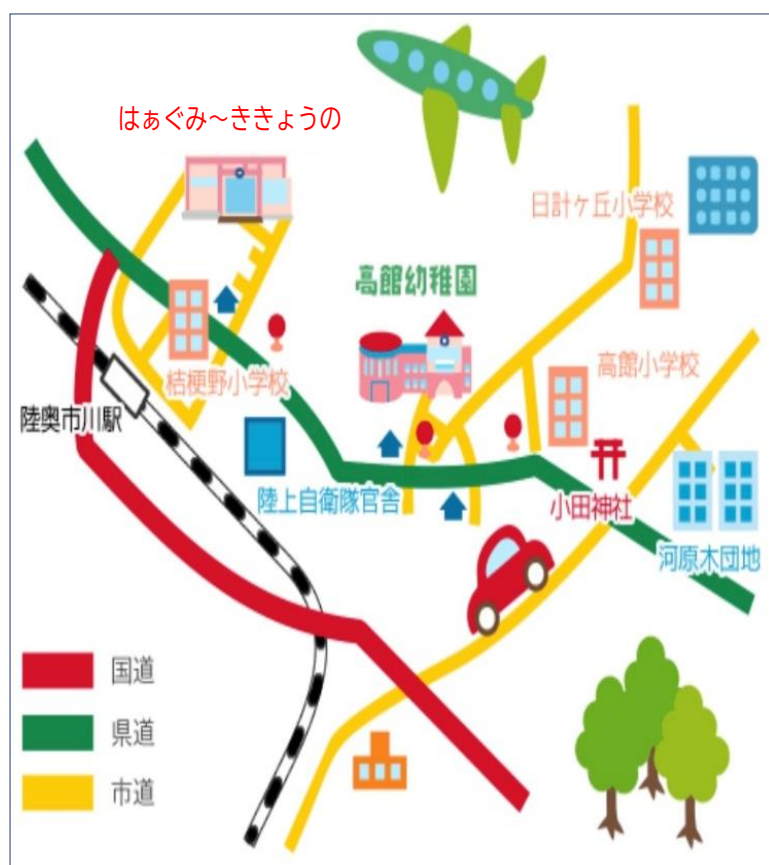 はぁぐみ～ききょうの
日計ヶ丘小学校
高館幼稚園
高館小学校
桔梗野小学校
陸奥市川駅
陸上自衛隊官舎
小田神社
河原木団地
国道
県道
市道